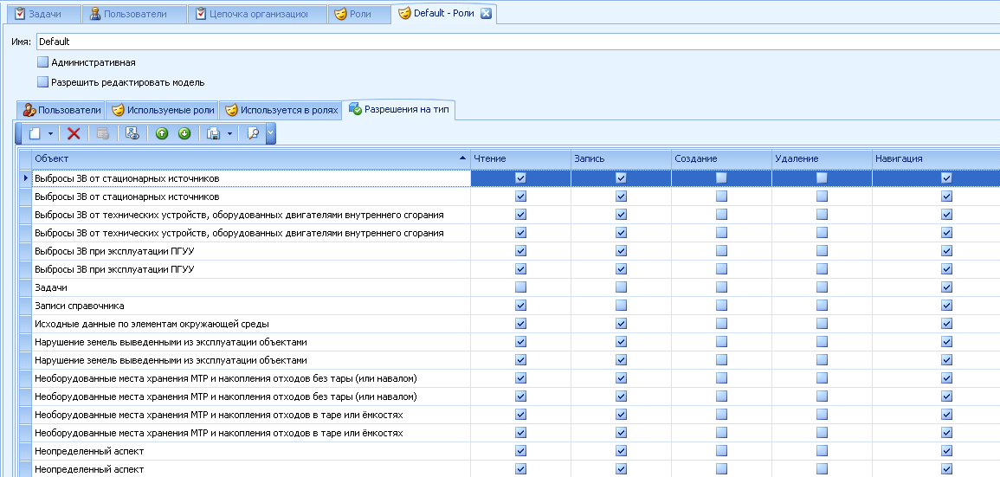 Задачи Пользователи Цепочка организацион Роли Default - Роли
Имя: Default
Административная
Разрешить редактировать модель
Пользователи Используемые роли Используется в ролях Разрешения на тип
Объект Чтение Запись Создание Удаление Навигация
Выбросы ЗВ от стационарных источников
Выбросы ЗВ от стационарных источников
Выбросы ЗВ от технических устройств, оборудованных двигателями внутреннего сгорания
Выбросы ЗВ от технических устройств, оборудованных двигателями внутреннего сгорания
Выбросы ЗВ при эксплуатации ПГУУ
Выбросы ЗВ при эксплуатации ПГУУ
Задачи
Записи справочника
Исходные данные по элементам окружающей среды
Нарушение земель выведенными из эксплуатации объектами
Нарушение земель выведенными из эксплуатации объектами
Необорудованные места хранения МТР и накопления отходов без тары (или навалом)
Необорудованные места хранения МТР и накопления отходов без тары (или навалом)
Необорудованные места хранения МТР и накопления отходов в таре или ёмкостях
Необорудованные места хранения МТР и накопления отходов в таре или ёмкостях
Неопределенный аспект
Неопределенный аспект